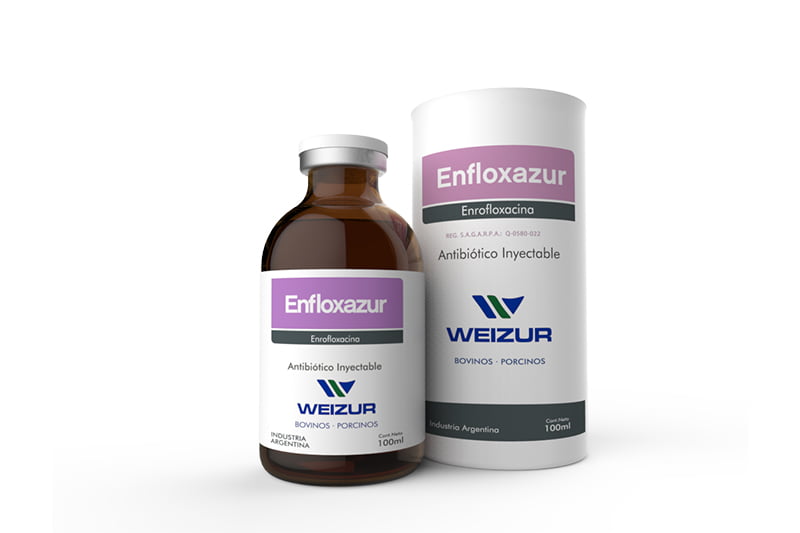 Enfloxazur
Enrofloxacina
Antibiótico Inyectable
WEIZUR
BOVINOS · PORCINOS
INDUSTRIA
ARGENTINA
Cont Neto
100ml
Enfloxazur
Enrofloxacina
REG. S.A.G.A.R.P.A.: Q-0580-022
Antibiótico Inyectable
WEIZUR
BOVINOS · PORCINOS
Industria Argentina
Cont Neto
100ml